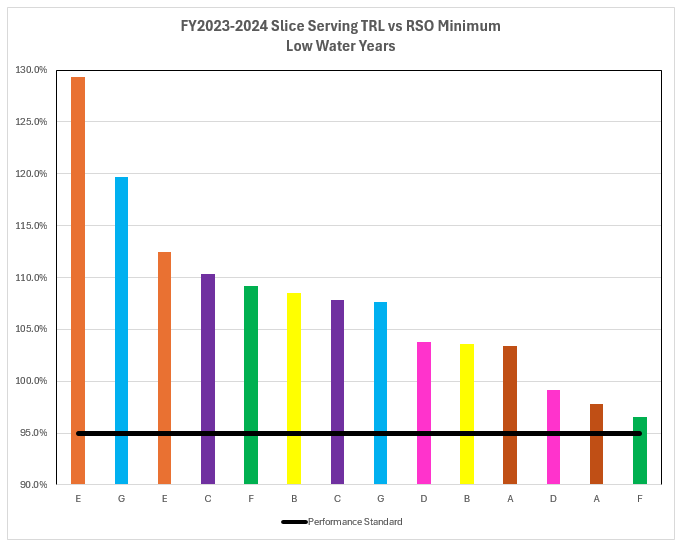 FY2023-2024 Slice Serving TRL vs RSO Minimum
Low Water Years
130.0%
125.0%
120.0%
115.0%
110.0%
105.0%
100.0%
95.0%
90.0%
E G E C F B C G D B A D A F
Performance Standard